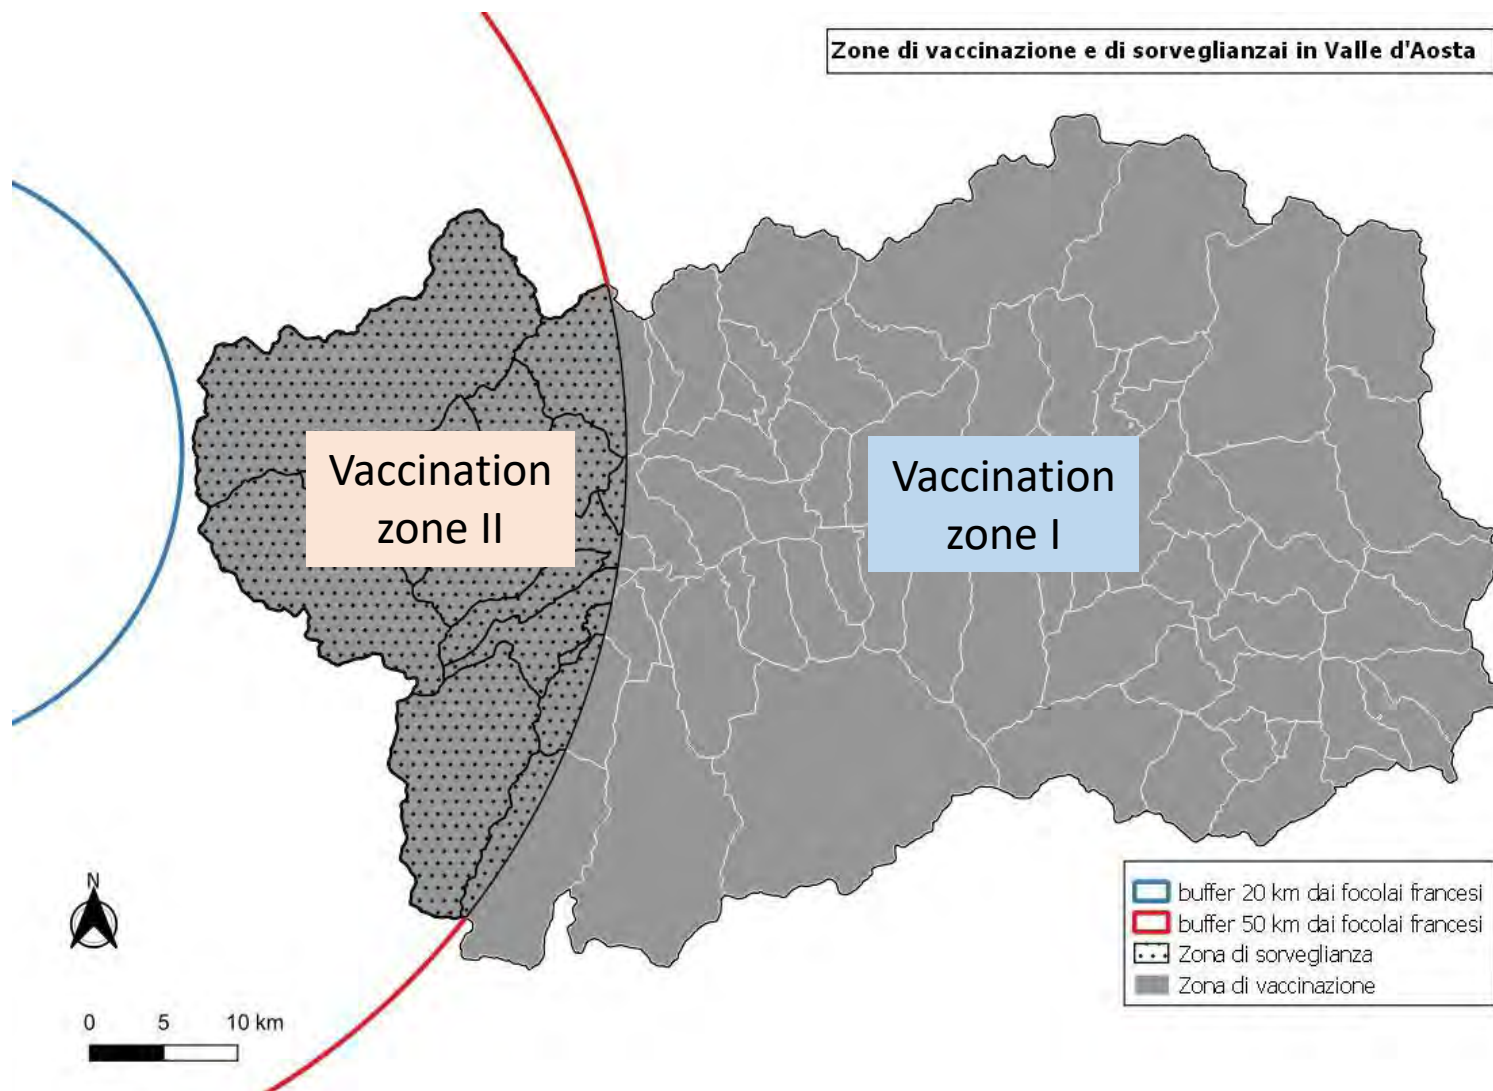 Zone di vaccinazione e di sorveglianzai in Valle d'Aosta
Vaccination
zone II
Vaccination
zone I
N
0 5 10 km
buffer 20 km dai focolai francesi
buffer 50 km dai focolai francesi
Zona di sorveglianza
Zona di vaccinazione